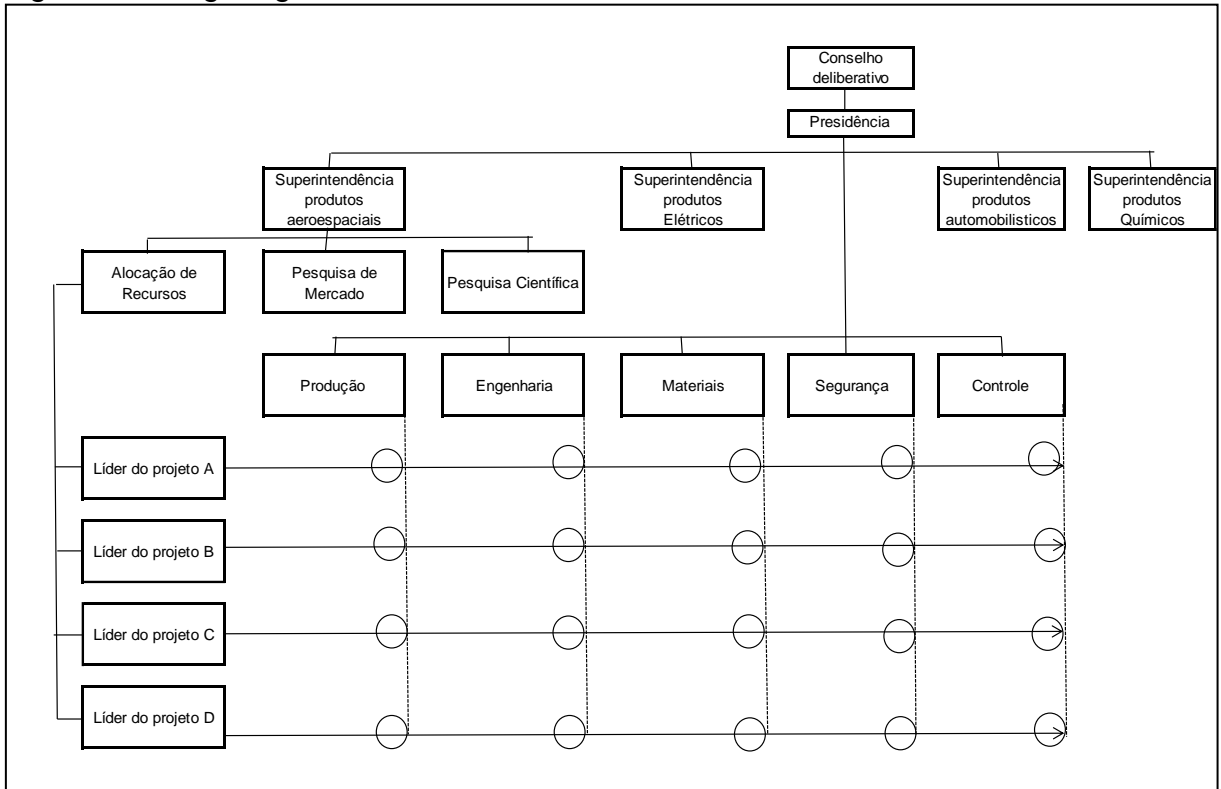 Conselho
deliberativo
Presidência
Superintendência
produtos
aeroespaciais
Superintendência
produtos
Elétricos
Superintendência
produtos
automobilisticos
Superintendência
produtos
Químicos
Alocação de
Recursos
Pesquisa de
Mercado
Pesquisa Científica
Produção
Engenharia
Materiais
Segurança
Controle
Líder do projeto A
Líder do projeto B
Líder do projeto C
Líder do projeto D